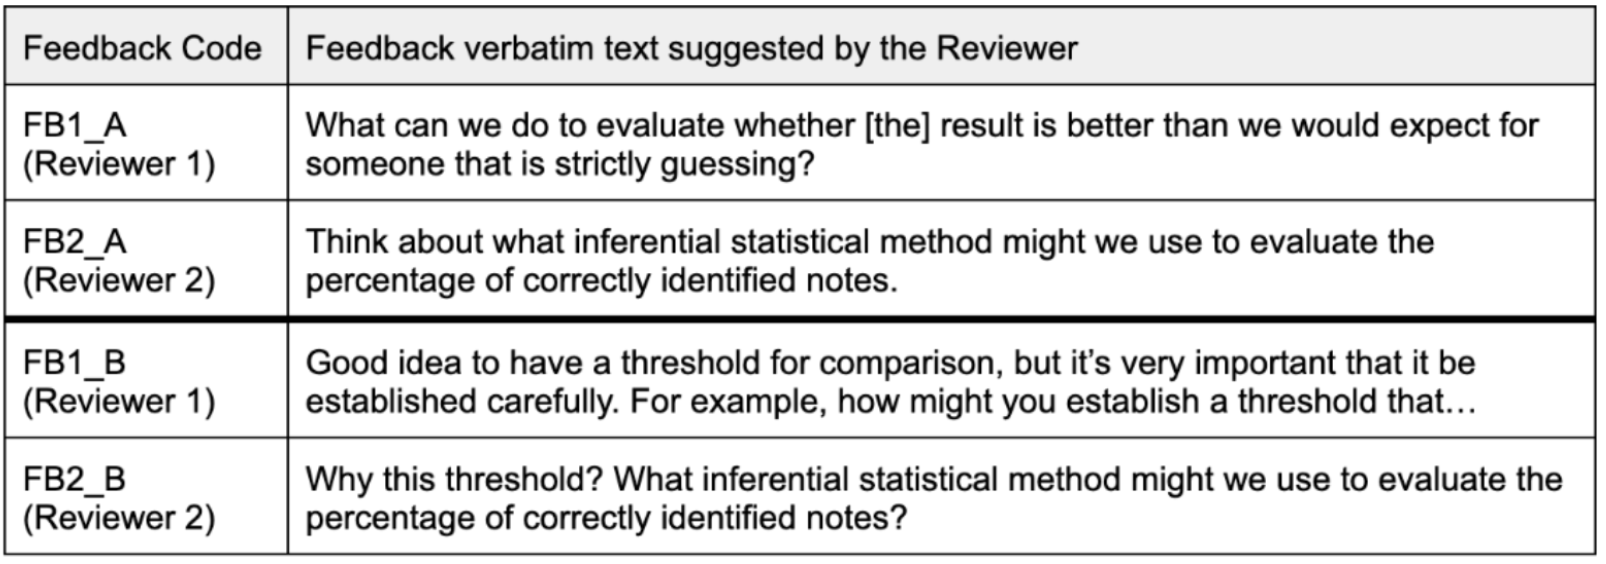 Feedback Code
Feedback verbatim text suggested by the Reviewer
FB1_A
(Reviewer 1)
What can we do to evaluate whether [the] result is better than we would expect for
someone that is strictly guessing?
FB2_A
(Reviewer 2)
Think about what inferential statistical method might we use to evaluate the
percentage of correctly identified notes.
FB1_B
(Reviewer 1)
Good idea to have a threshold for comparison, but it’s very important that it be
established carefully. For example, how might you establish a threshold that…
FB2_B
(Reviewer 2)
Why this threshold? What inferential statistical method might we use to evaluate the
percentage of correctly identified notes?